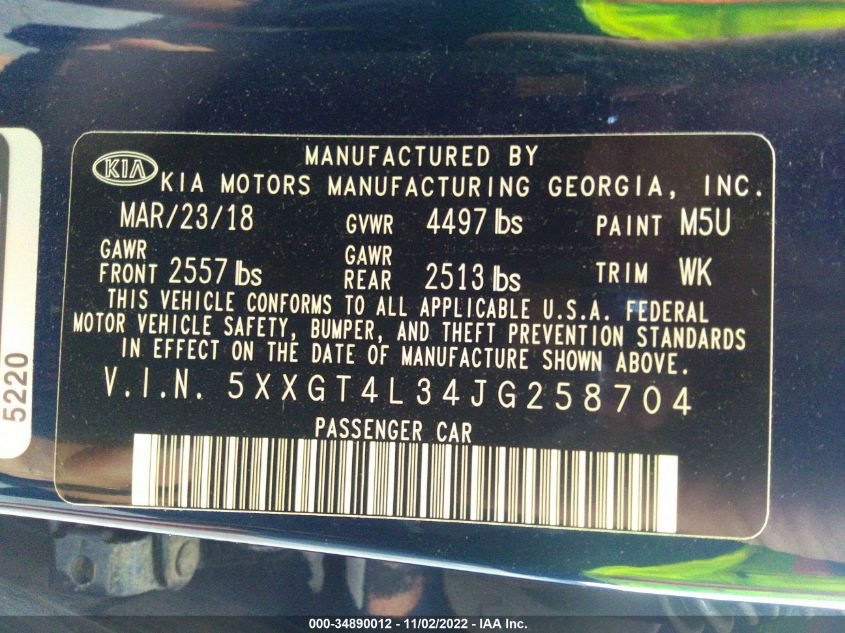 MANUFACTURED BY
KIA KIA MOTORS MANUFACTURING GEORGIA, INC.
MAR/23/18 GVWR 4497 lbs PAINT M5U
GAWR FRONT 2557 lbs GAWR REAR 2513 lbs TRIM WK
THIS VEHICLE CONFORMS TO ALL APPLICABLE U.S.A. FEDERAL
MOTOR VEHICLE SAFETY, BUMPER, AND THEFT PREVENTION STANDARDS
IN EFFECT ON THE DATE OF MANUFACTURE SHOWN ABOVE.
V.I.N. 5XXGT4L34JG258704
PASSENGER CAR
5220
000-34890012 - 11/02/2022 - IAA Inc.